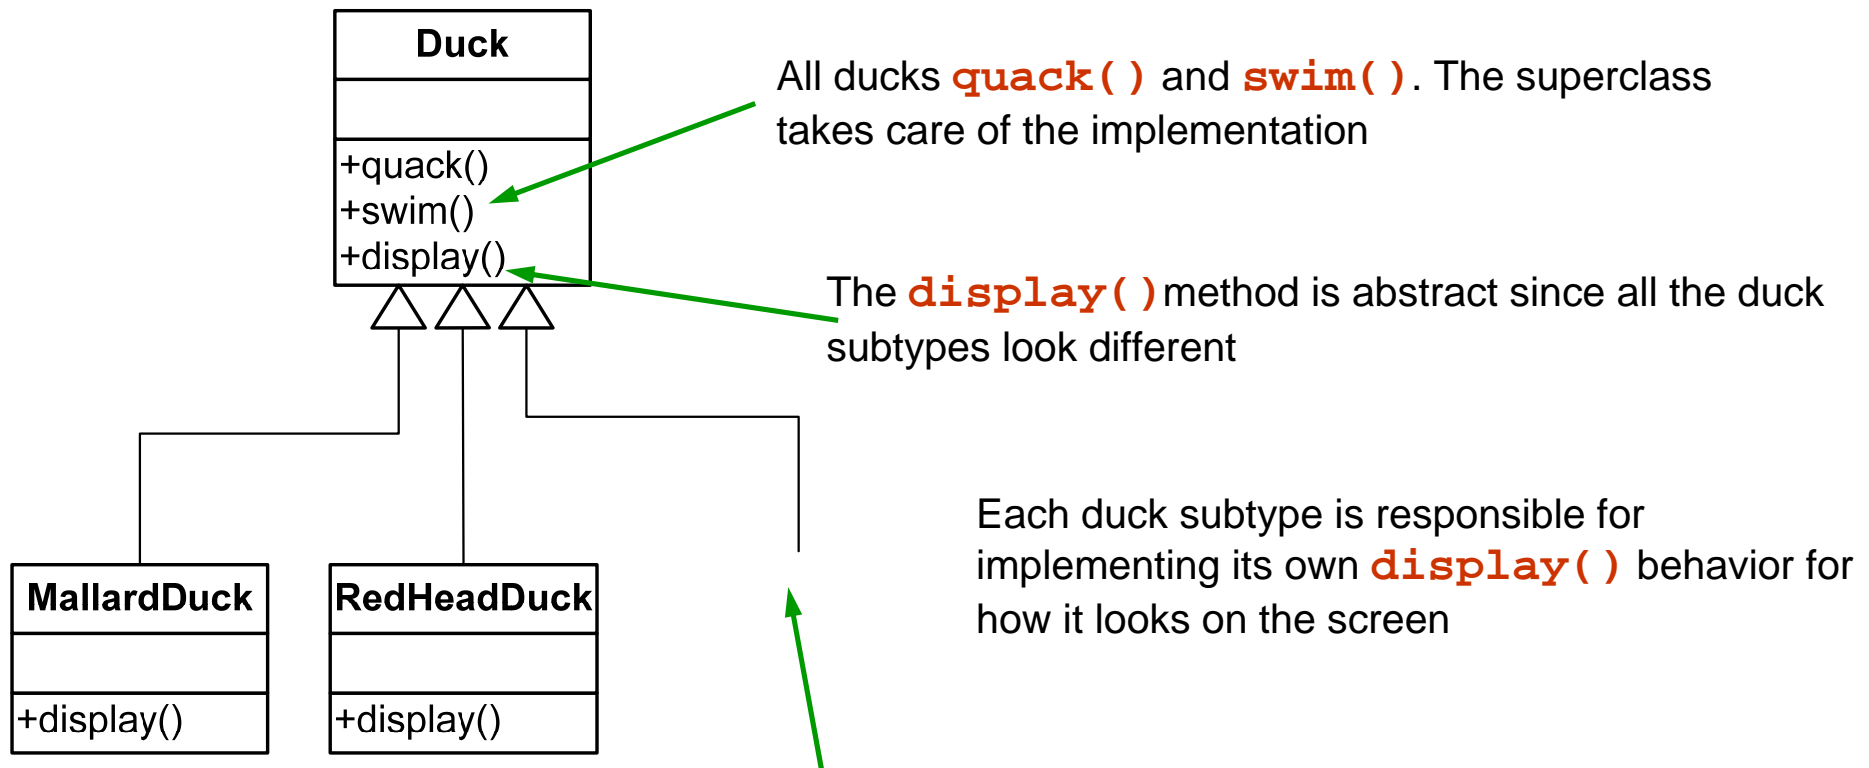 Duck
+quack()
+swim()
+display()
All ducks quack() and swim(). The superclass
takes care of the implementation
The display()method is abstract since all the duck
subtypes look different
Each duck subtype is responsible for
implementing its own display() behavior for
how it looks on the screen
MallardDuck
+display()
RedHeadDuck
+display()